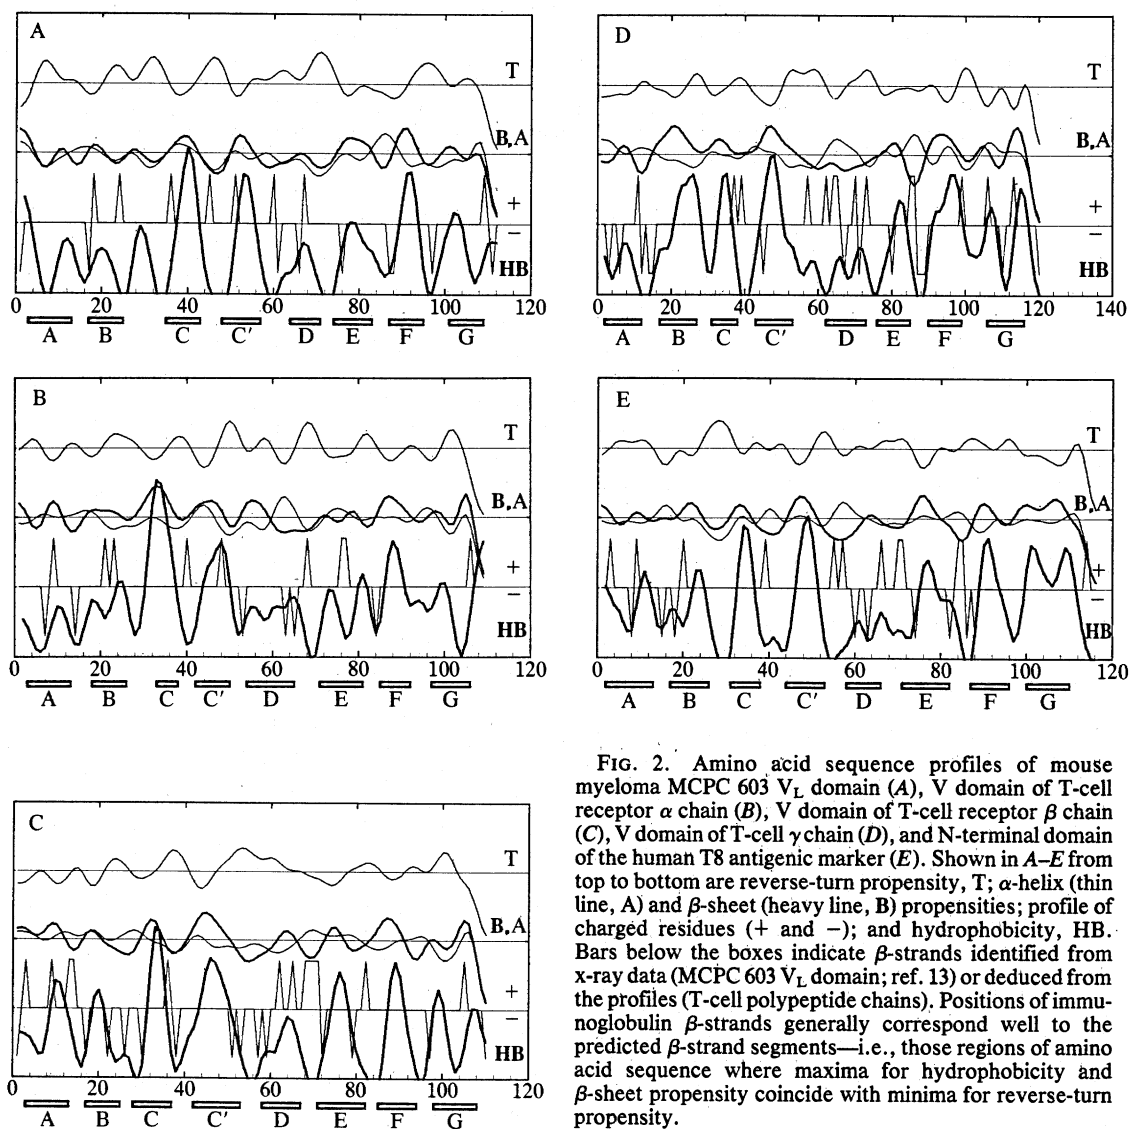 A
T
B,A
+
−
HB
0 20 40 60 80 100 120
A B C C′ D E F G
D
T
B,A
+
−
HB
0 20 40 60 80 100 120 140
A B C C′ D E F G
B
T
B,A
+
−
HB
0 20 40 60 80 100 120
A B C C′ D E F G
E
T
B,A
+
−
HB
0 20 40 60 80 100 120
A B C C′ D E F G
C
T
B,A
+
−
HB
0 20 40 60 80 100 120
A B C C′ D E F G
FIG. 2. Amino acid sequence profiles of mouse
myeloma MCPC 603 VL domain (A), V domain of T-cell
receptor α chain (B), V domain of T-cell receptor β chain
(C), V domain of T-cell γ chain (D), and N-terminal domain
of the human T8 antigenic marker (E). Shown in A–E from
top to bottom are reverse-turn propensity, T; α-helix (thin
line, A) and β-sheet (heavy line, B) propensities; profile of
charged residues (+ and −); and hydrophobicity, HB.
Bars below the boxes indicate β-strands identified from
x-ray data (MCPC 603 VL domain; ref. 13) or deduced from
the profiles (T-cell polypeptide chains). Positions of immu-
noglobulin β-strands generally correspond well to the
predicted β-strand segments—i.e., those regions of amino
acid sequence where maxima for hydrophobicity and
β-sheet propensity coincide with minima for reverse-turn
propensity.